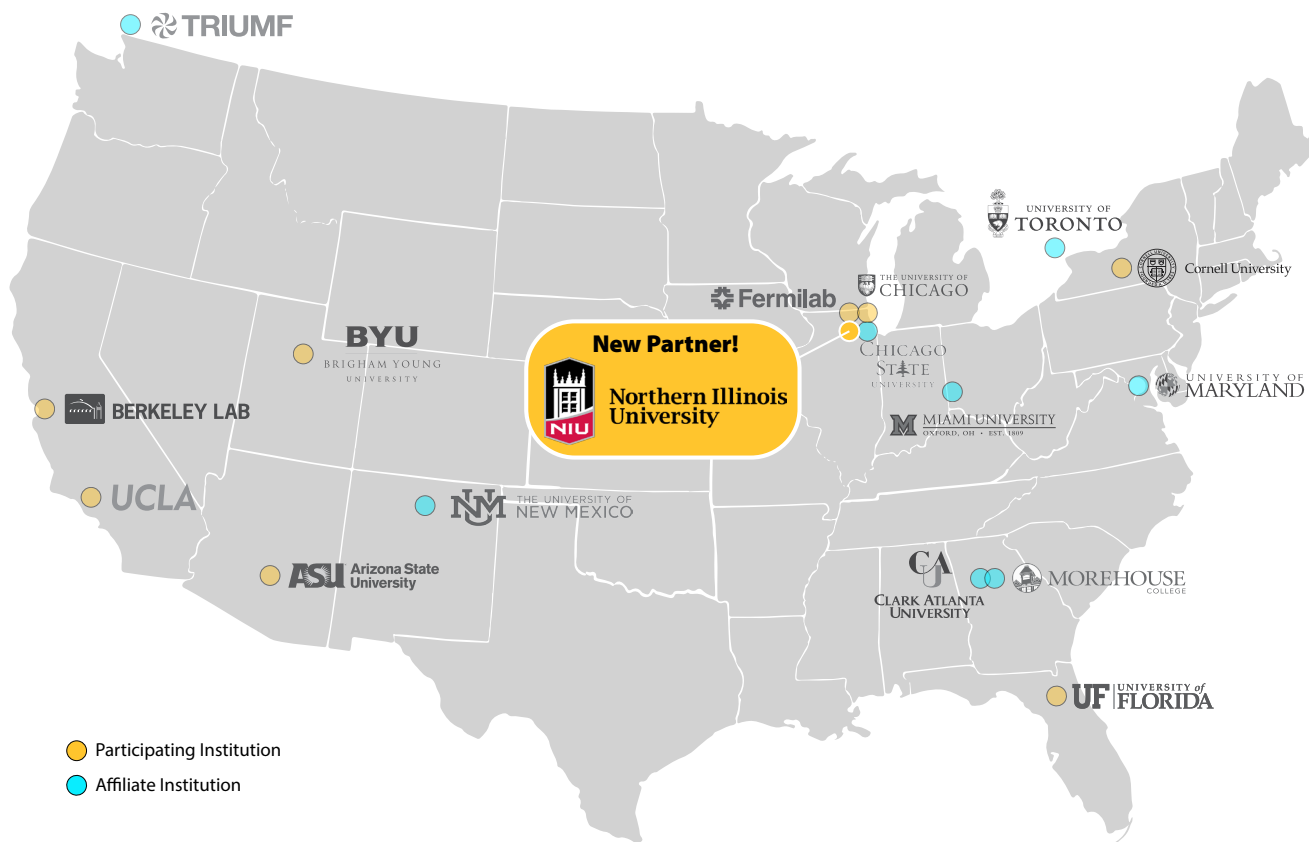 TRIUMF
UNIVERSITY OF
TORONTO
Cornell University
THE UNIVERSITY OF
CHICAGO
Fermilab
New Partner!
NIU
Northern Illinois
University
CHICAGO
STATE
UNIVERSITY
BYU
BRIGHAM YOUNG
UNIVERSITY
UNIVERSITY OF
MARYLAND
BERKELEY LAB
M
MIAMI UNIVERSITY
OXFORD, OH • EST. 1809
UCLA
NM
THE UNIVERSITY OF
NEW MEXICO
ASU
Arizona State
University
CAU
CLARK ATLANTA
UNIVERSITY
MOREHOUSE
COLLEGE
UF
UNIVERSITY of
FLORIDA
Participating Institution
Affiliate Institution